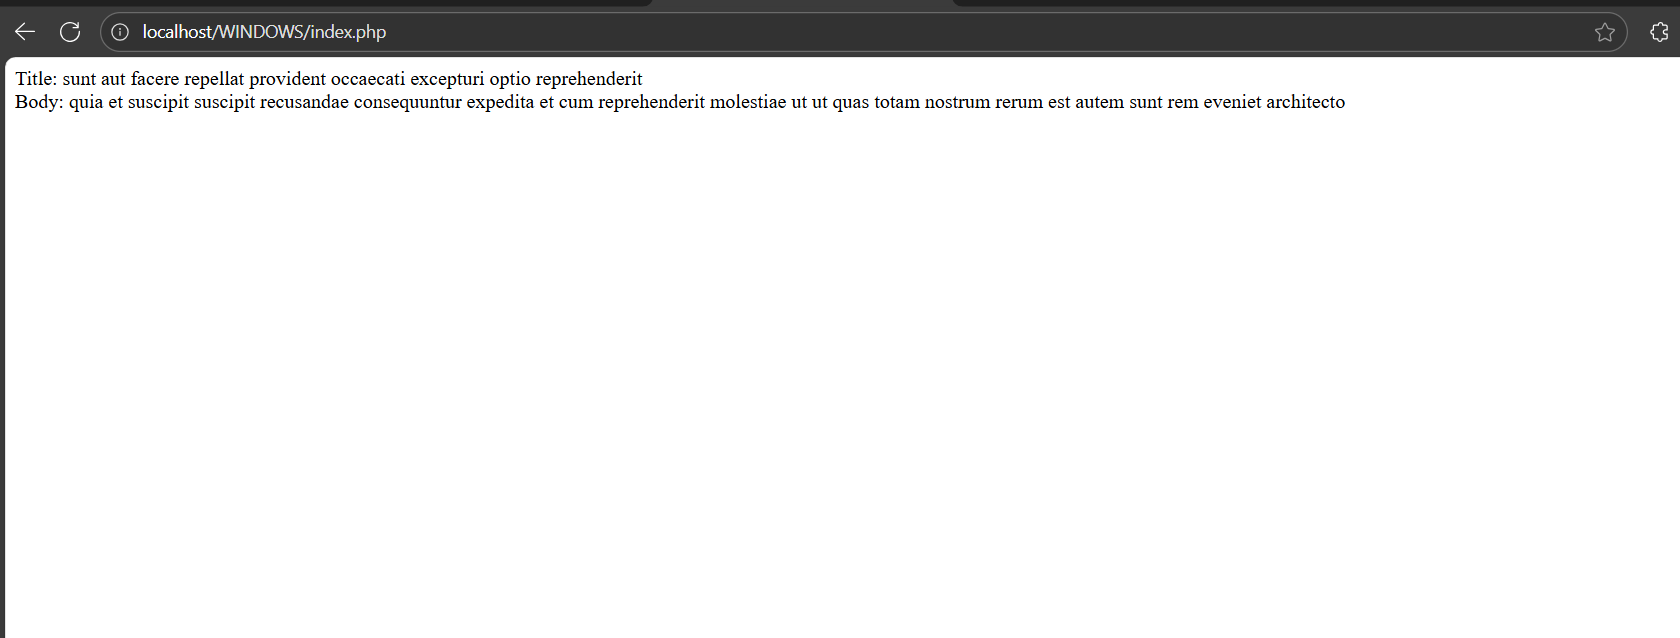 localhost/WINDOWS/index.php
Title: sunt aut facere repellat provident occaecati excepturi optio reprehenderit
Body: quia et suscipit suscipit recusandae consequuntur expedita et cum reprehenderit molestiae ut ut quas totam nostrum rerum est autem sunt rem eveniet architecto